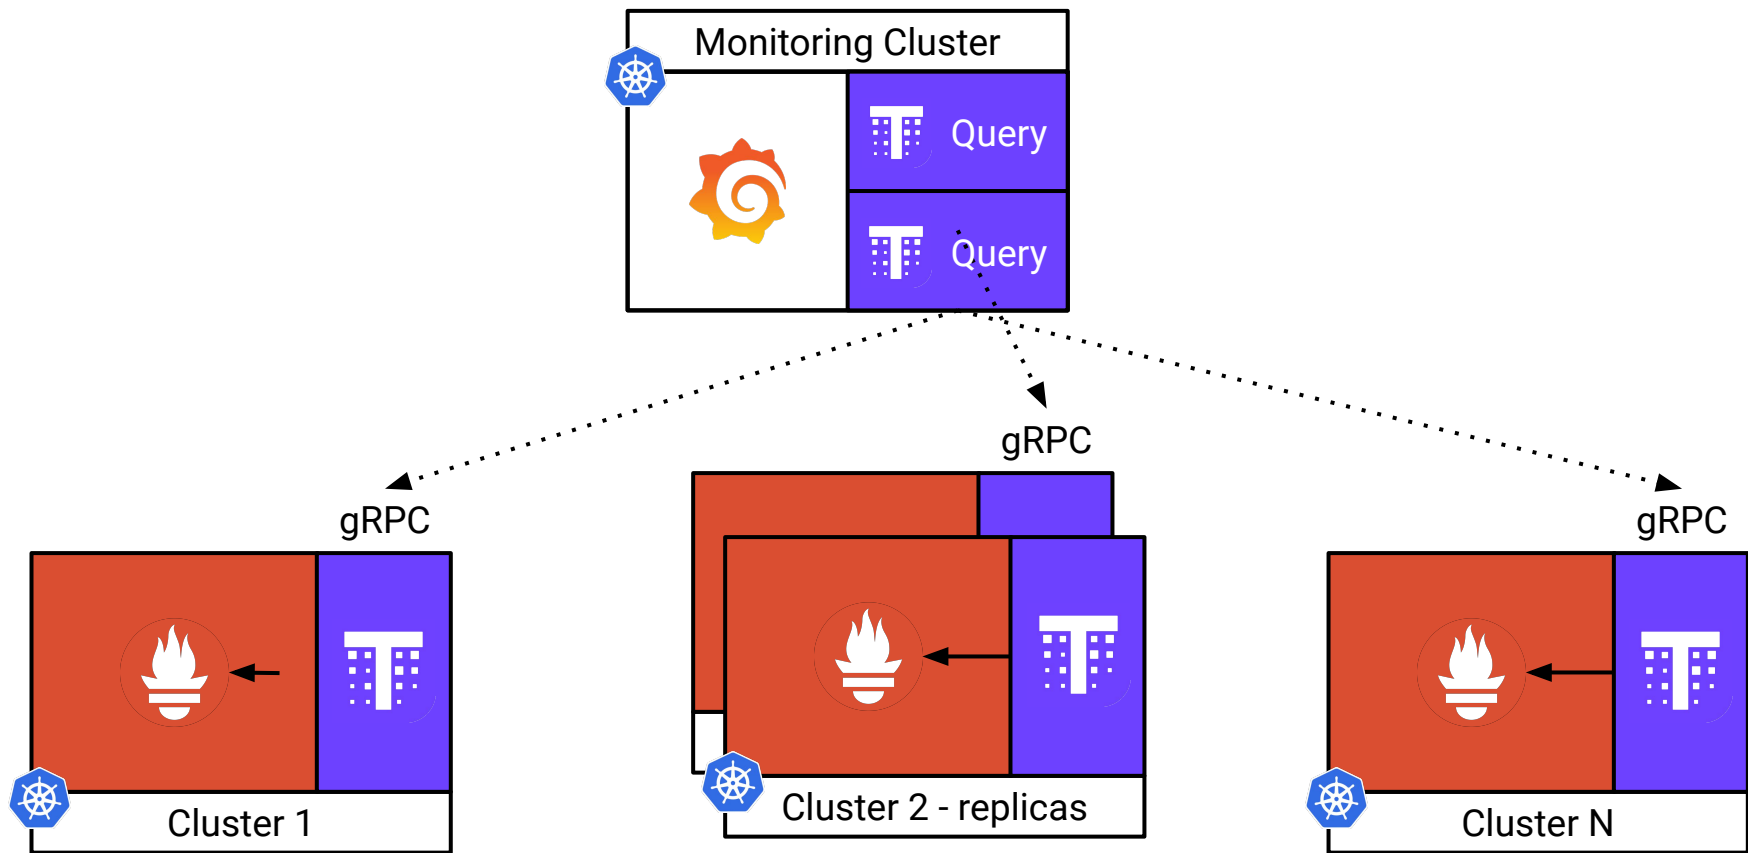 Monitoring Cluster
Query
Query
gRPC
gRPC
gRPC
Cluster 1
Cluster 2 - replicas
Cluster N